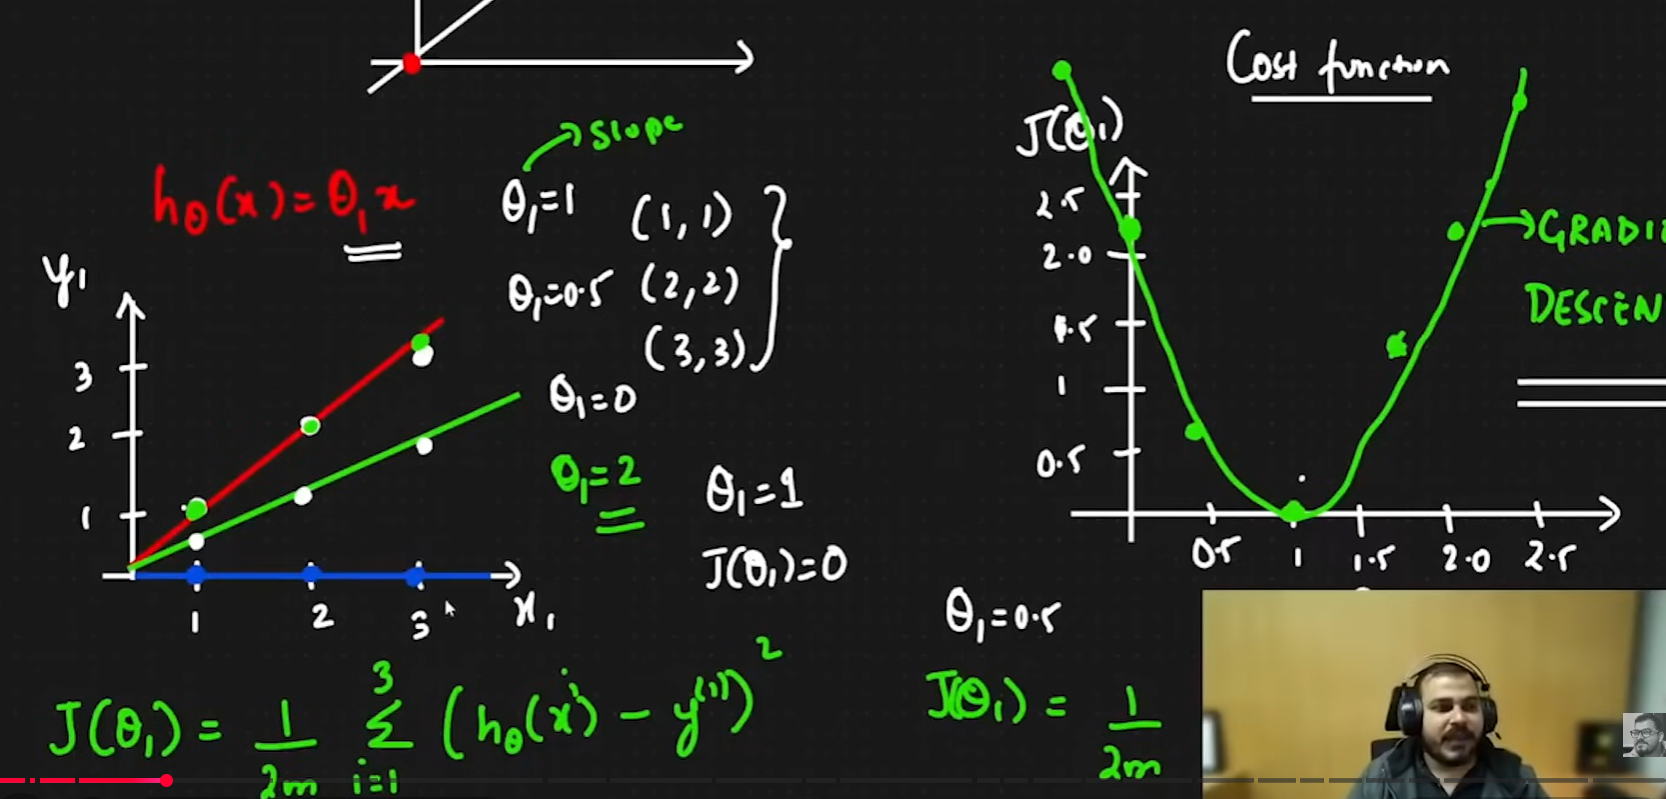 Cost function
→ slope
J(θ₁)
hθ(x) = θ₁x
θ₁=1 (1,1)
θ₁=0.5 (2,2)
(3,3)
θ₁=0
θ₁=2
θ₁=1
J(θ₁)=0
y₁
3
2
1
1 2 3 x₁
2.5
2.0
1.5
1
0.5
0.5 1 1.5 2.0 2.5
→ GRADI
DESCEN
θ₁=0.5
J(θ₁) = 1/2m Σ i=1 3 (hθ(xⁱ) − y⁽ⁱ⁾)²
J(θ₁) = 1/2m